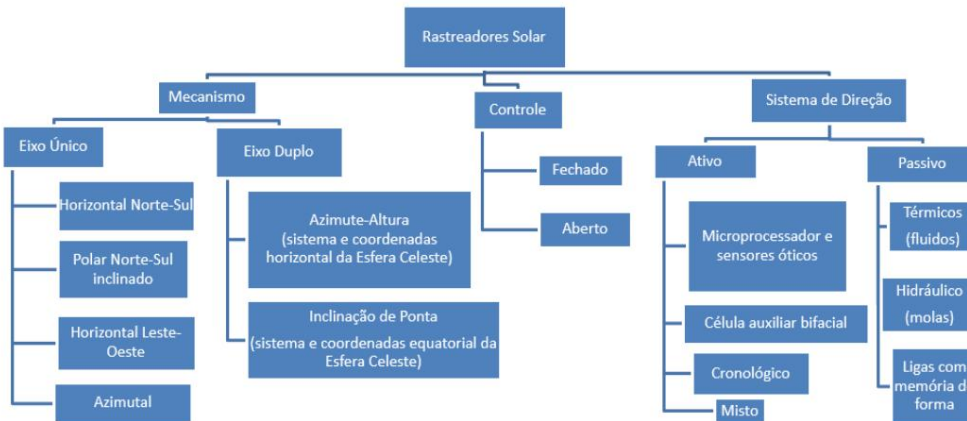 Rastreadores Solar
Mecanismo
Controle
Sistema de Direção
Eixo Único
Eixo Duplo
Ativo
Passivo
Horizontal Norte-Sul
Polar Norte-Sul
inclinado
Horizontal Leste-
Oeste
Azimutal
Azimute-Altura
(sistema e coordenadas
horizontal da Esfera Celeste)
Inclinação de Ponta
(sistema e coordenadas equatorial da
Esfera Celeste)
Fechado
Aberto
Microprocessador e
sensores óticos
Célula auxiliar bifacial
Cronológico
Misto
Térmicos
(fluidos)
Hidráulico
(molas)
Ligas com
memória d
forma